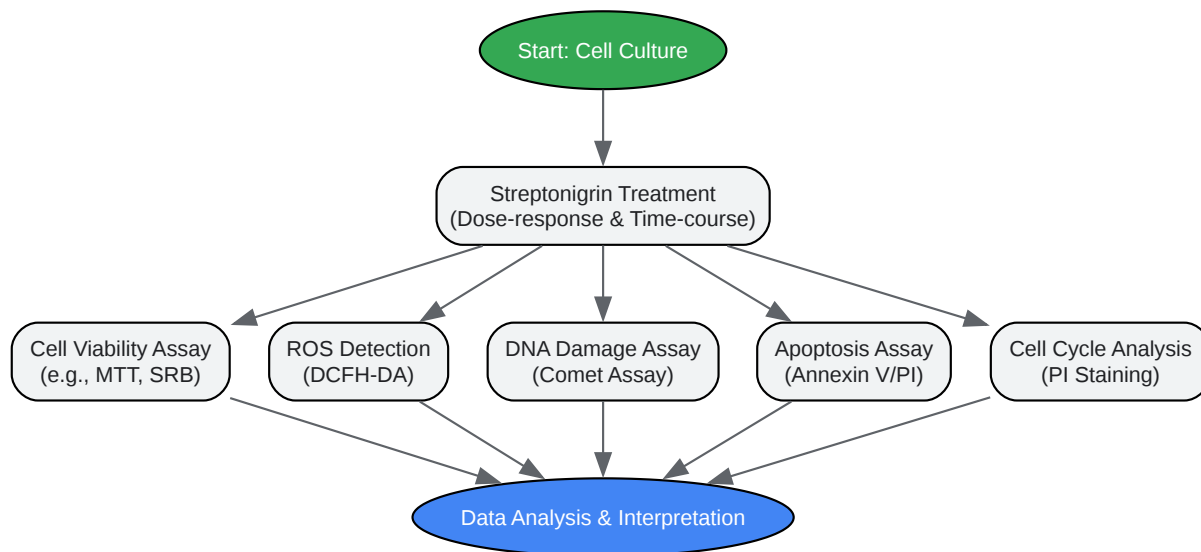 Start: Cell Culture
Streptonigrin Treatment
(Dose-response & Time-course)
Cell Viability Assay
(e.g., MTT, SRB)
ROS Detection
(DCFH-DA)
DNA Damage Assay
(Comet Assay)
Apoptosis Assay
(Annexin V/PI)
Cell Cycle Analysis
(PI Staining)
Data Analysis & Interpretation